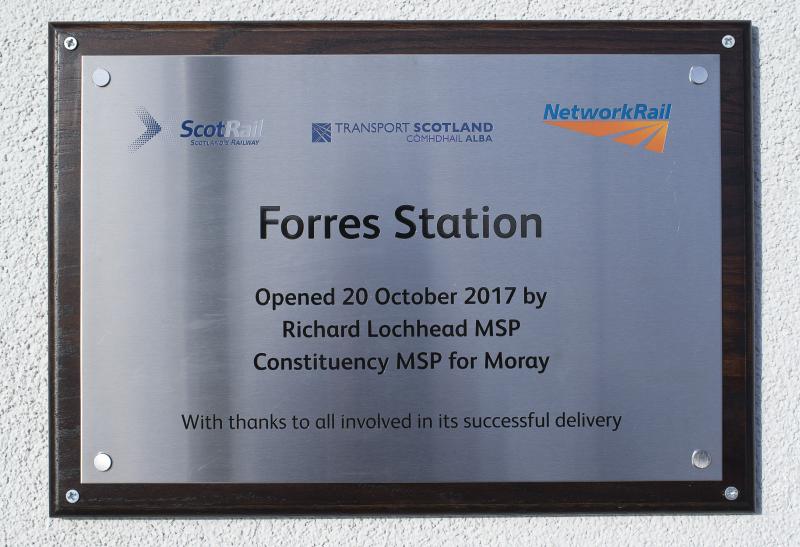 ScotRail
SCOTLAND'S RAILWAY
TRANSPORT SCOTLAND
CÒMHDHAIL ALBA
NetworkRail
Forres Station
Opened 20 October 2017 by
Richard Lochhead MSP
Constituency MSP for Moray
With thanks to all involved in its successful delivery